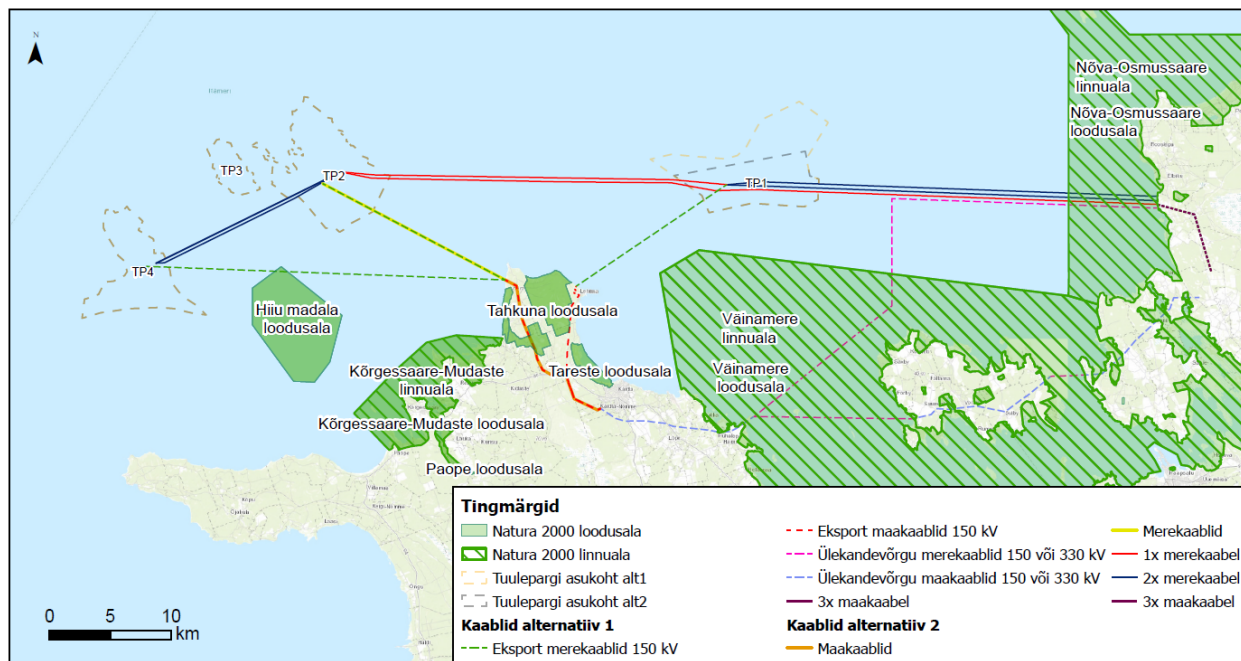 N
Nõva-Osmussaare
linnuala
Nõva-Osmussaare
loodusala
TP3
TP2
TP1
TP4
Hiiu madala
loodusala
Tahkuna loodusala
Väinamere
linnuala
Väinamere
loodusala
Kõrgessaare-Mudaste
linnuala
Tareste loodusala
Kõrgessaare-Mudaste loodusala
Paope loodusala
0 5 10
km
Tingmärgid
Natura 2000 loodusala
Natura 2000 linnuala
Tuulepargi asukoht alt1
Tuulepargi asukoht alt2
Kaablid alternatiiv 1
Eksport merekaablid 150 kV
Eksport maakaablid 150 kV
Ülekandevõrgu merekaablid 150 või 330 kV
Ülekandevõrgu maakaablid 150 või 330 kV
3x maakaabel
Kaablid alternatiiv 2
Maakaablid
Merekaablid
1x merekaabel
2x merekaabel
3x maakaabel